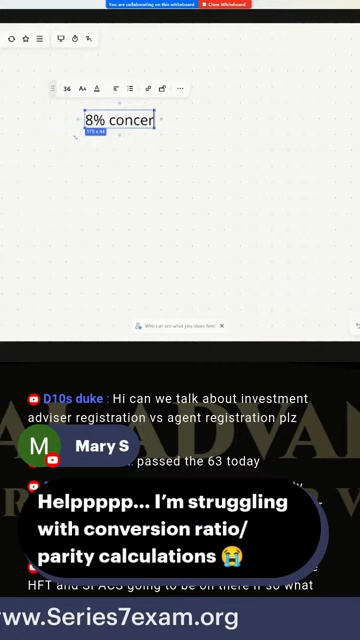 You are collaborating on this whiteboard
Close Whiteboard
36
8% concer
175 x 44
Who can see what you draw here
D10s duke : Hi can we talk about investment
adviser registration vs agent registration plz
M
Mary S
passed the 63 today
Helppppp... I'm struggling
with conversion ratio/
parity calculations 😭
HFT and SPACS going to be on there if so what
www.Series7exam.org